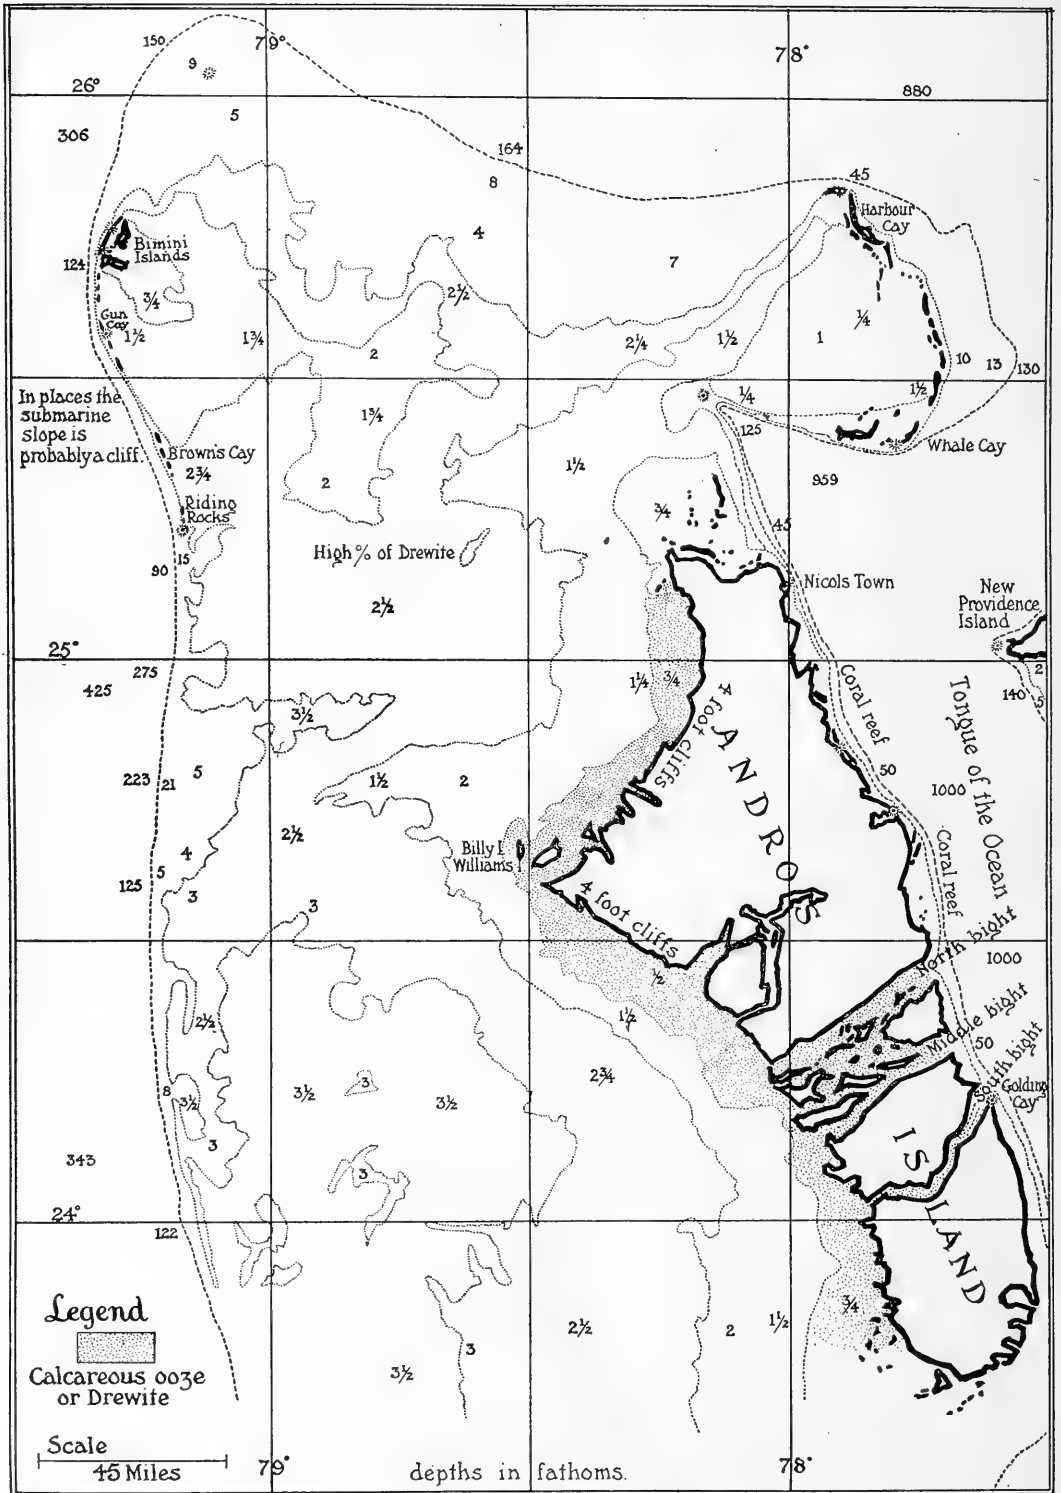 150
79°
78°
9
26°
880
5
306
164
8
45
Harbour
Cay
4
Bimini
Islands
124
7
2½
¾
Gun
Cay
1½
1¾
¼
2¼
1½
1
2
10
13
130
In places the
submarine
slope is
probably a cliff.
¼
1½
1¾
125
Brown's Cay
Whale Cay
2¾
1½
2
959
Riding
Rocks
¾
45
High % of Drewite
15
90
Nicols Town
New
Providence
Island
2½
25°
275
425
1¼
¾
2
140
5
3½
4 foot cliffs
Coral reef
Tongue of the Ocean
223
21
5
1½
2
50
1000
ANDROS
2½
Billy
Williams I.
4
5
125
3
3
4 foot cliffs
Coral reef
North bight
½
1000
2½
1½
Middle bight
50
South bight
8
3½
3½
3
3½
2¾
Golding
Cay
3
343
3
ISLAND
24°
122
Legend
Calcareous ooze
or Drewite
¾
1½
2½
2
3
3½
Scale
45 Miles
79°
depths in fathoms.
78°